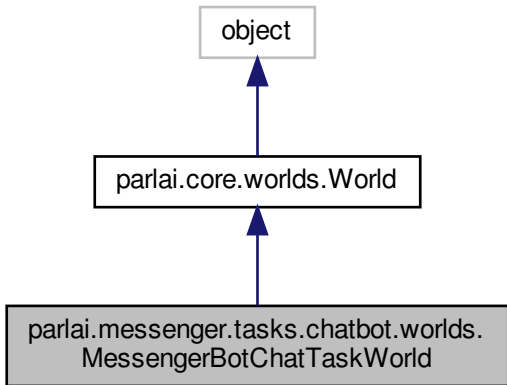 object
parlai.core.worlds.World
parlai.messenger.tasks.chatbot.worlds.
MessengerBotChatTaskWorld